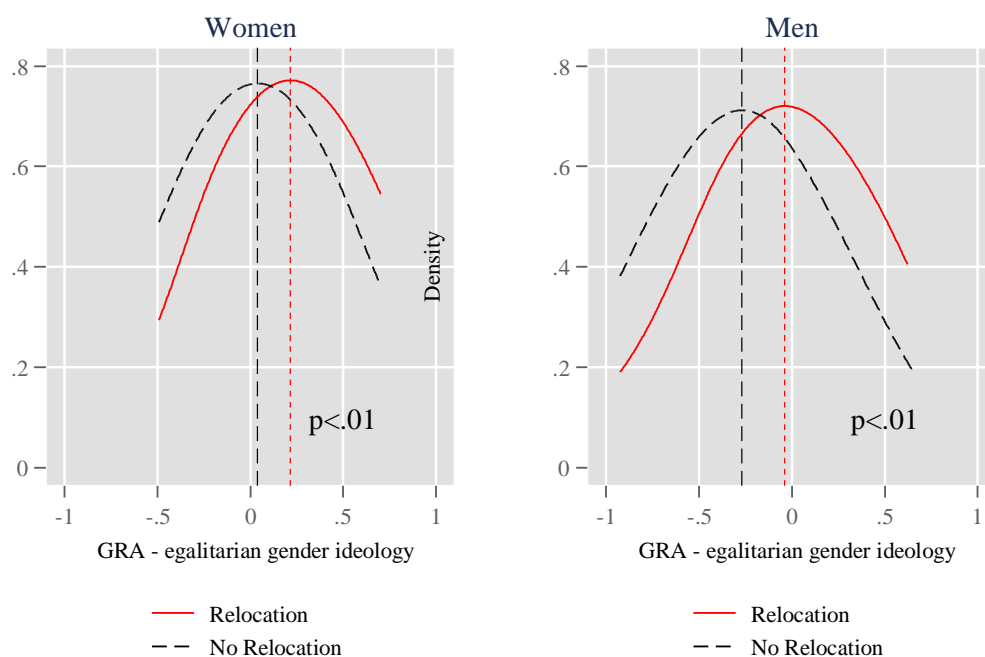 Women
.8
.6
.4
.2
0
-1
-.5
0
.5
1
p<.01
GRA - egalitarian gender ideology
Relocation
No Relocation
Men
Density
.8
.6
.4
.2
0
-1
-.5
0
.5
1
p<.01
GRA - egalitarian gender ideology
Relocation
No Relocation